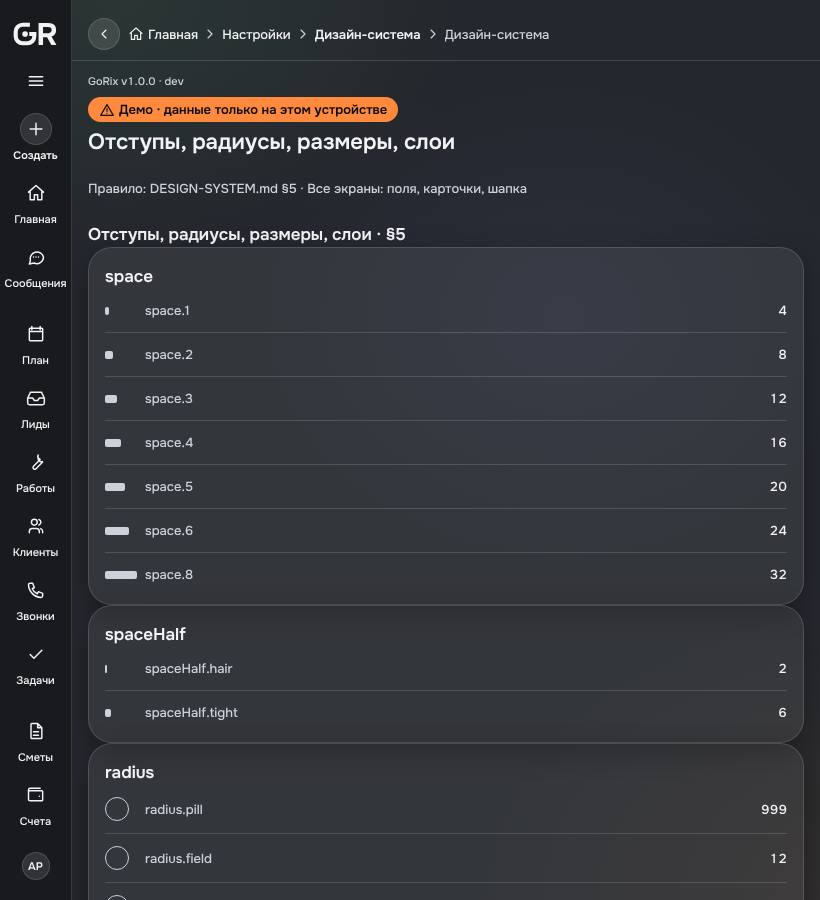 GR
Главная
Настройки
Дизайн-система
Дизайн-система
GoRix v1.0.0 · dev
Демо · данные только на этом устройстве
Отступы, радиусы, размеры, слои
Правило: DESIGN-SYSTEM.md §5 · Все экраны: поля, карточки, шапка
Отступы, радиусы, размеры, слои · §5
space
space.1 4
space.2 8
space.3 12
space.4 16
space.5 20
space.6 24
space.8 32
spaceHalf
spaceHalf.hair 2
spaceHalf.tight 6
radius
radius.pill 999
radius.field 12
Создать
Главная
Сообщения
План
Лиды
Работы
Клиенты
Звонки
Задачи
Сметы
Счета
АР